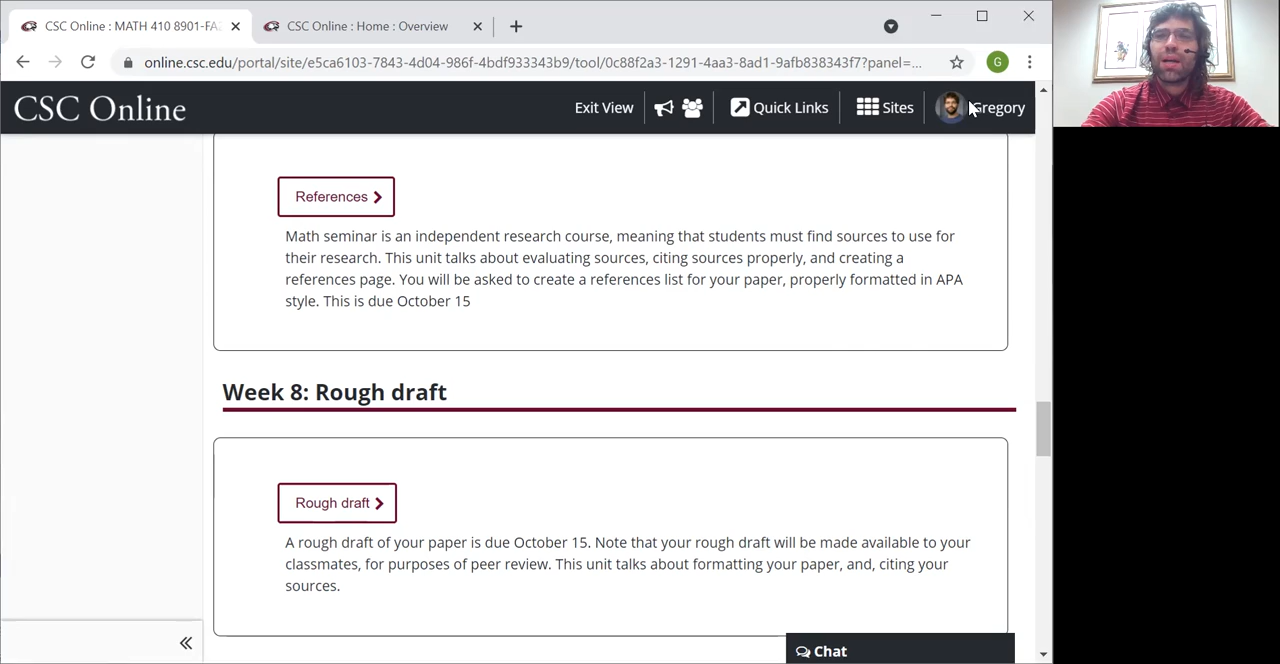 CSC Online : MATH 410 8901-FA
CSC Online : Home : Overview
online.csc.edu/portal/site/e5ca6103-7843-4d04-986f-4bdf933343b9/tool/0c88f2a3-1291-4aa3-8ad1-9afb838343f7?panel=...
G
CSC Online
Exit View
Quick Links
Sites
Gregory
References
Math seminar is an independent research course, meaning that students must find sources to use for
their research. This unit talks about evaluating sources, citing sources properly, and creating a
references page. You will be asked to create a references list for your paper, properly formatted in APA
style. This is due October 15
Week 8: Rough draft
Rough draft
A rough draft of your paper is due October 15. Note that your rough draft will be made available to your
classmates, for purposes of peer review. This unit talks about formatting your paper, and, citing your
sources.
Chat